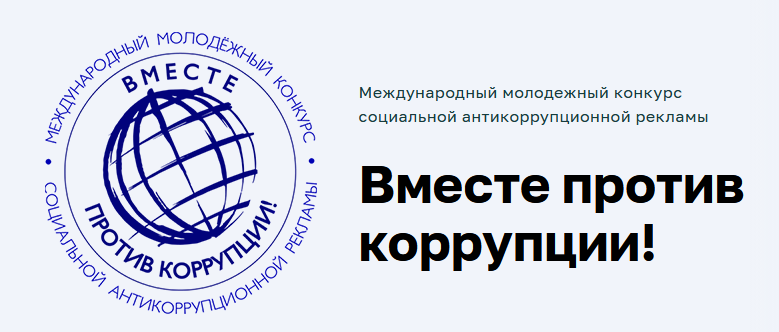 МЕЖДУНАРОДНЫЙ МОЛОДЁЖНЫЙ КОНКУРС
ВМЕСТЕ
ПРОТИВ КОРРУПЦИИ!
СОЦИАЛЬНОЙ АНТИКОРРУПЦИОННОЙ РЕКЛАМЫ
Международный молодежный конкурс
социальной антикоррупционной рекламы
Вместе против
коррупции!